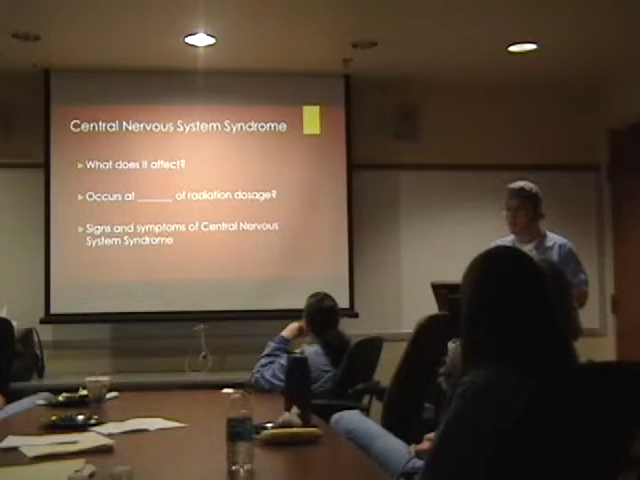 Central Nervous System Syndrome
What does it affect?
Occurs at ______ of radiation dosage?
Signs and symptoms of Central Nervous
System Syndrome